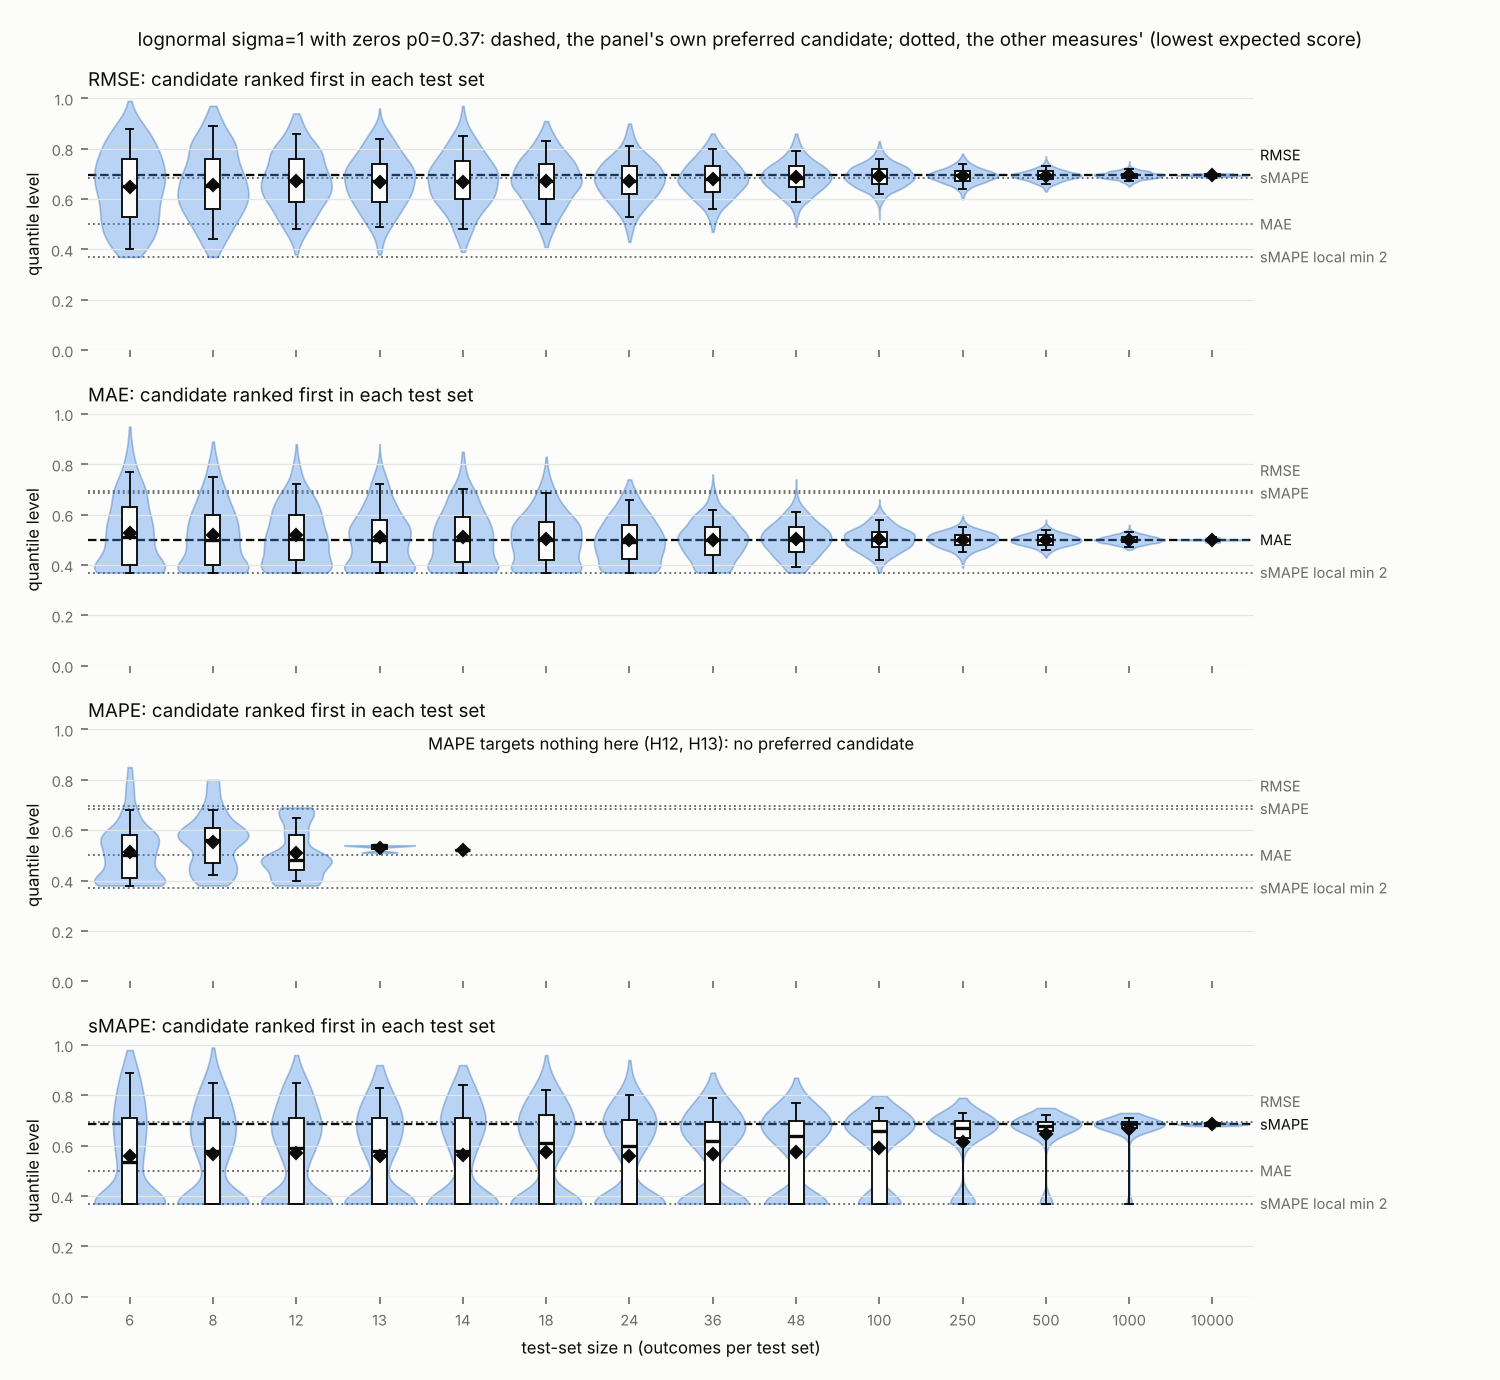 lognormal sigma=1 with zeros p0=0.37: dashed, the panel's own preferred candidate; dotted, the other measures' (lowest expected score)
RMSE: candidate ranked first in each test set
1.0
0.8
0.6
0.4
0.2
0.0
quantile level
RMSE
sMAPE
MAE
sMAPE local min 2
MAE: candidate ranked first in each test set
1.0
0.8
0.6
0.4
0.2
0.0
quantile level
RMSE
sMAPE
MAE
sMAPE local min 2
MAPE: candidate ranked first in each test set
MAPE targets nothing here (H12, H13): no preferred candidate
1.0
0.8
0.6
0.4
0.2
0.0
quantile level
RMSE
sMAPE
MAE
sMAPE local min 2
sMAPE: candidate ranked first in each test set
1.0
0.8
0.6
0.4
0.2
0.0
quantile level
RMSE
sMAPE
MAE
sMAPE local min 2
6 8 12 13 14 18 24 36 48 100 250 500 1000 10000
test-set size n (outcomes per test set)